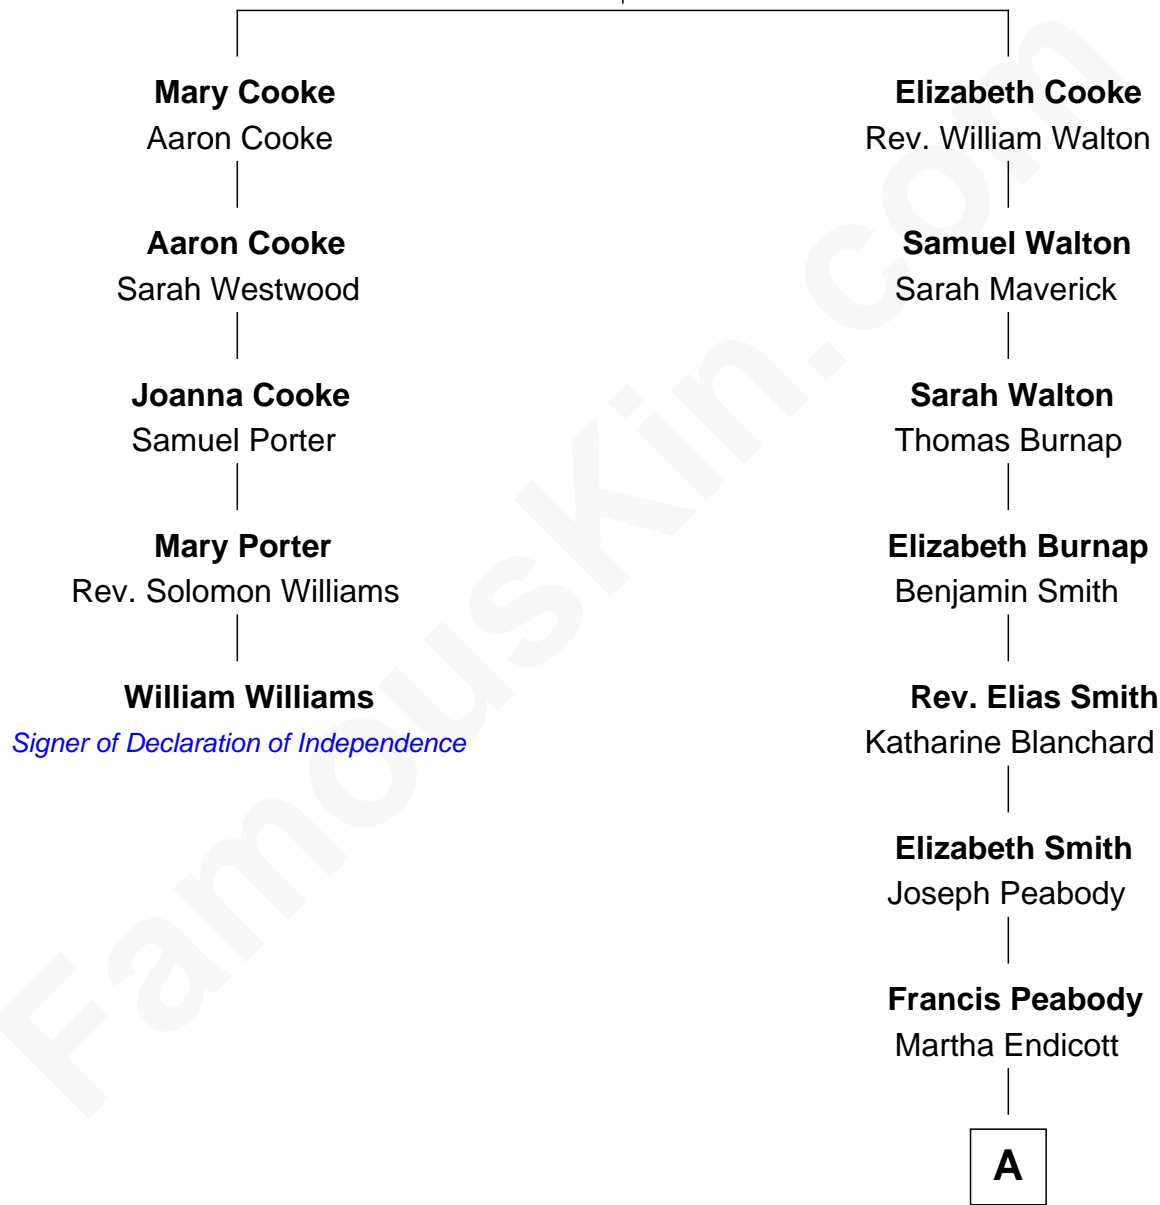 Mary Cooke
Aaron Cooke
Aaron Cooke
Sarah Westwood
Joanna Cooke
Samuel Porter
Mary Porter
Rev. Solomon Williams
William Williams
Signer of Declaration of Independence
Elizabeth Cooke
Rev. William Walton
Samuel Walton
Sarah Maverick
Sarah Walton
Thomas Burnap
Elizabeth Burnap
Benjamin Smith
Rev. Elias Smith
Katharine Blanchard
Elizabeth Smith
Joseph Peabody
Francis Peabody
Martha Endicott
A
FamousKin.com